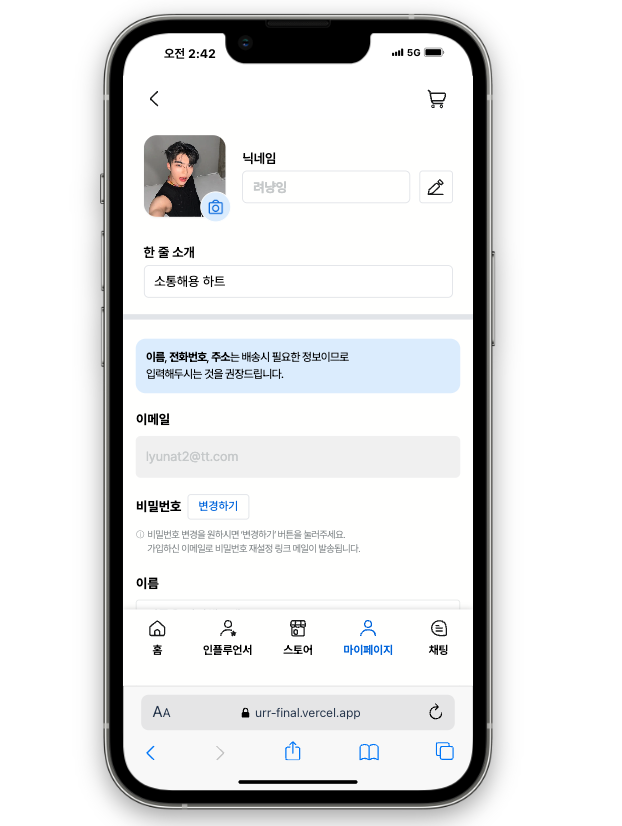 오전 2:42
5G
닉네임
려냥잉
한 줄 소개
소통해용 하트
이름, 전화번호, 주소는 배송시 필요한 정보이므로
입력해두시는 것을 권장드립니다.
이메일
lyunat2@tt.com
비밀번호 변경하기
ⓘ 비밀번호 변경을 원하시면 '변경하기' 버튼을 눌러주세요.
가입하신 이메일로 비밀번호 재설정 링크 메일이 발송됩니다.
이름
홈 인플루언서 스토어 마이페이지 채팅
AA urr-final.vercel.app